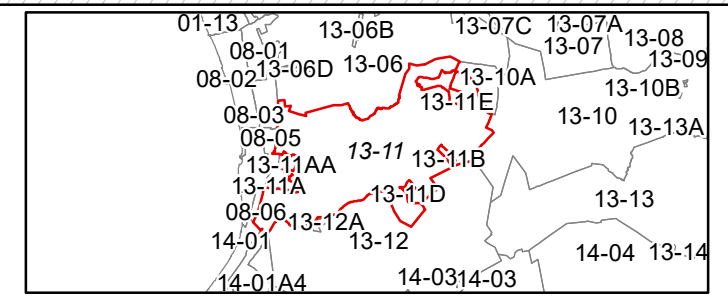 01-13
13-06B
13-07C
13-07A
13-07
13-08
08-01
13-06D
13-06
13-09
08-02
13-10A
13-10B
13-11E
08-03
13-10
13-13A
08-05
13-11
13-11AA
13-11B
13-11A
13-11D
13-13
08-06
13-12A
14-01
13-12
14-04
13-14
14-01A4
14-03
14-03